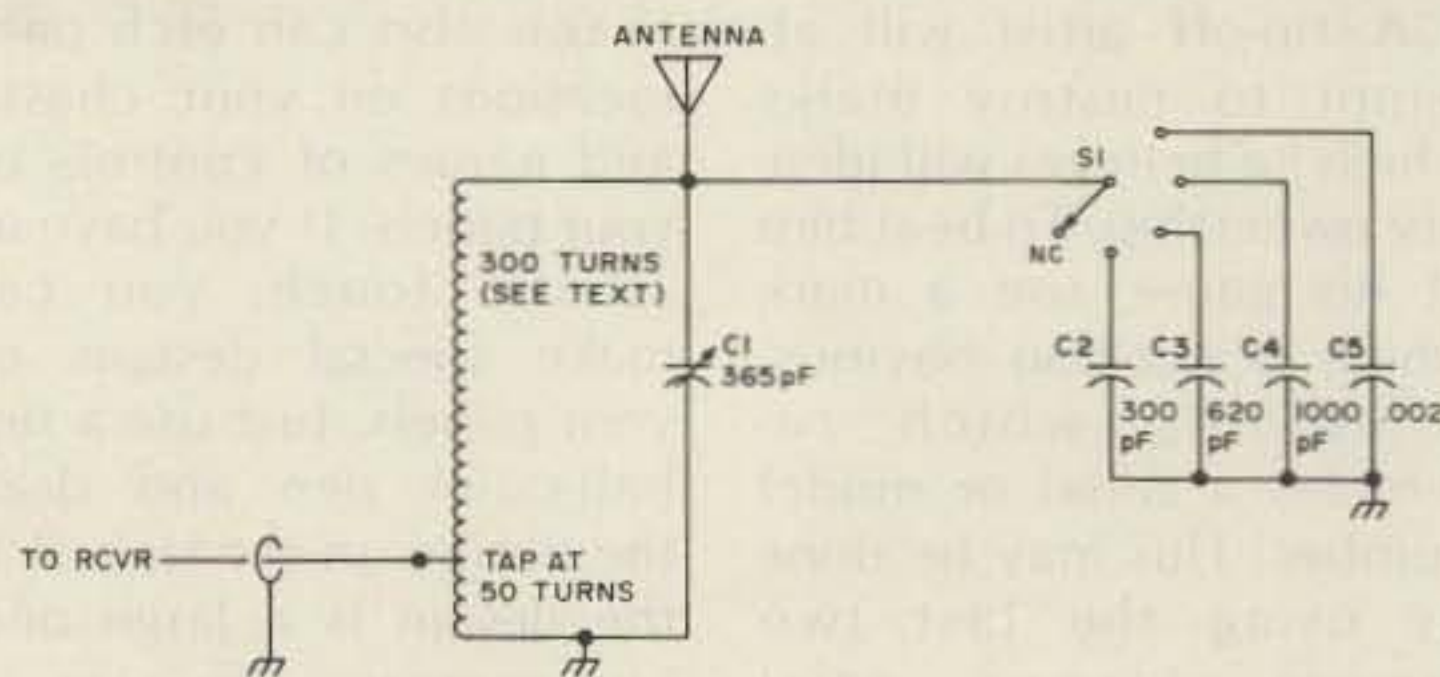 ANTENNA
S1
NC
300 TURNS
(SEE TEXT)
C1
365pF
C2
C3
C4
C5
300
pF
620
pF
1000
pF
.002
TO RCVR
TAP AT
50 TURNS